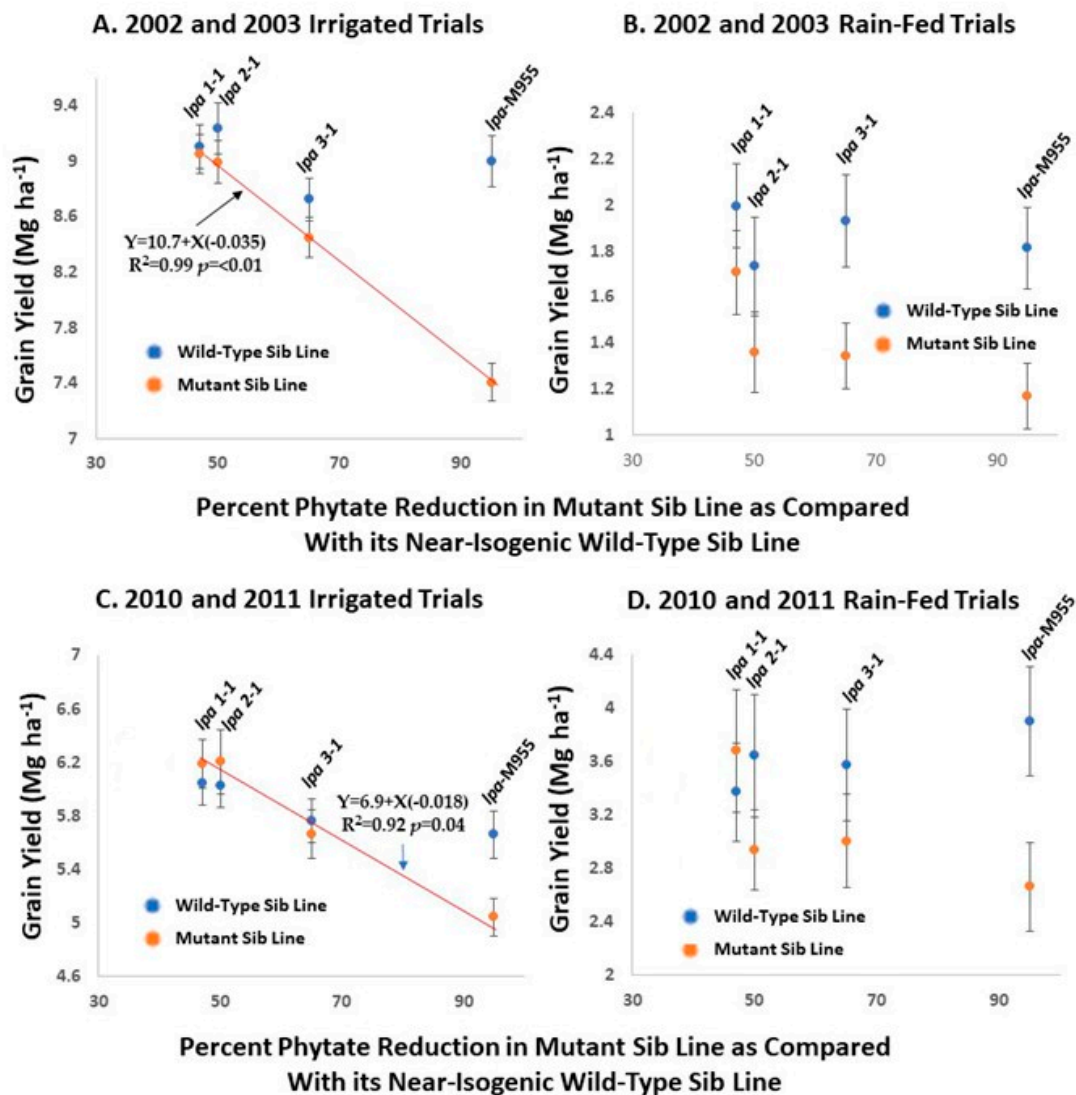 A. 2002 and 2003 Irrigated Trials
Grain Yield (Mg ha-1)
9.4
9
8.6
8.2
7.8
7.4
7
lpa 1-1
lpa 2-1
lpa 3-1
lpa-M955
Y=10.7+X(-0.035)
R2=0.99 p=<0.01
Wild-Type Sib Line
Mutant Sib Line
30
50
70
90
B. 2002 and 2003 Rain-Fed Trials
Grain Yield (Mg ha-1)
2.4
2.2
2
1.8
1.6
1.4
1.2
1
lpa 1-1
lpa 2-1
lpa 3-1
lpa-M955
Wild-Type Sib Line
Mutant Sib Line
30
50
70
90
Percent Phytate Reduction in Mutant Sib Line as Compared
With its Near-Isogenic Wild-Type Sib Line
C. 2010 and 2011 Irrigated Trials
Grain Yield (Mg ha-1)
7
6.6
6.2
5.8
5.4
5
4.6
lpa 1-1
lpa 2-1
lpa 3-1
lpa-M955
Y=6.9+X(-0.018)
R2=0.92 p=0.04
Wild-Type Sib Line
Mutant Sib Line
30
50
70
90
D. 2010 and 2011 Rain-Fed Trials
Grain Yield (Mg ha-1)
4.4
4
3.6
3.2
2.8
2.4
2
lpa 1-1
lpa 2-1
lpa 3-1
lpa-M955
Wild-Type Sib Line
Mutant Sib Line
30
50
70
90
Percent Phytate Reduction in Mutant Sib Line as Compared
With its Near-Isogenic Wild-Type Sib Line